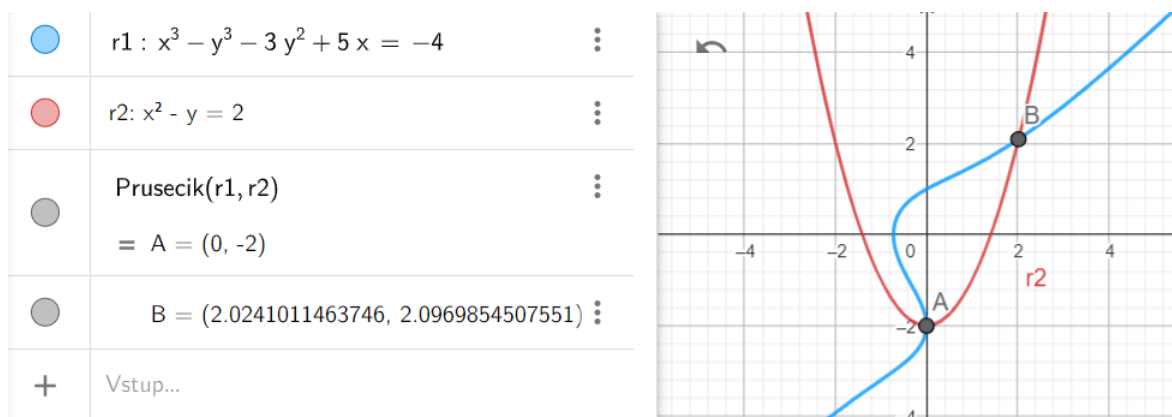 r1 : x³ – y³ – 3 y² + 5 x = –4
r2: x² - y = 2
Prusecik(r1, r2)
= A = (0, -2)
B = (2.0241011463746, 2.0969854507551)
+ Vstup...
4
B
2
–4 –2 0 2 4
r2
A
–2
4